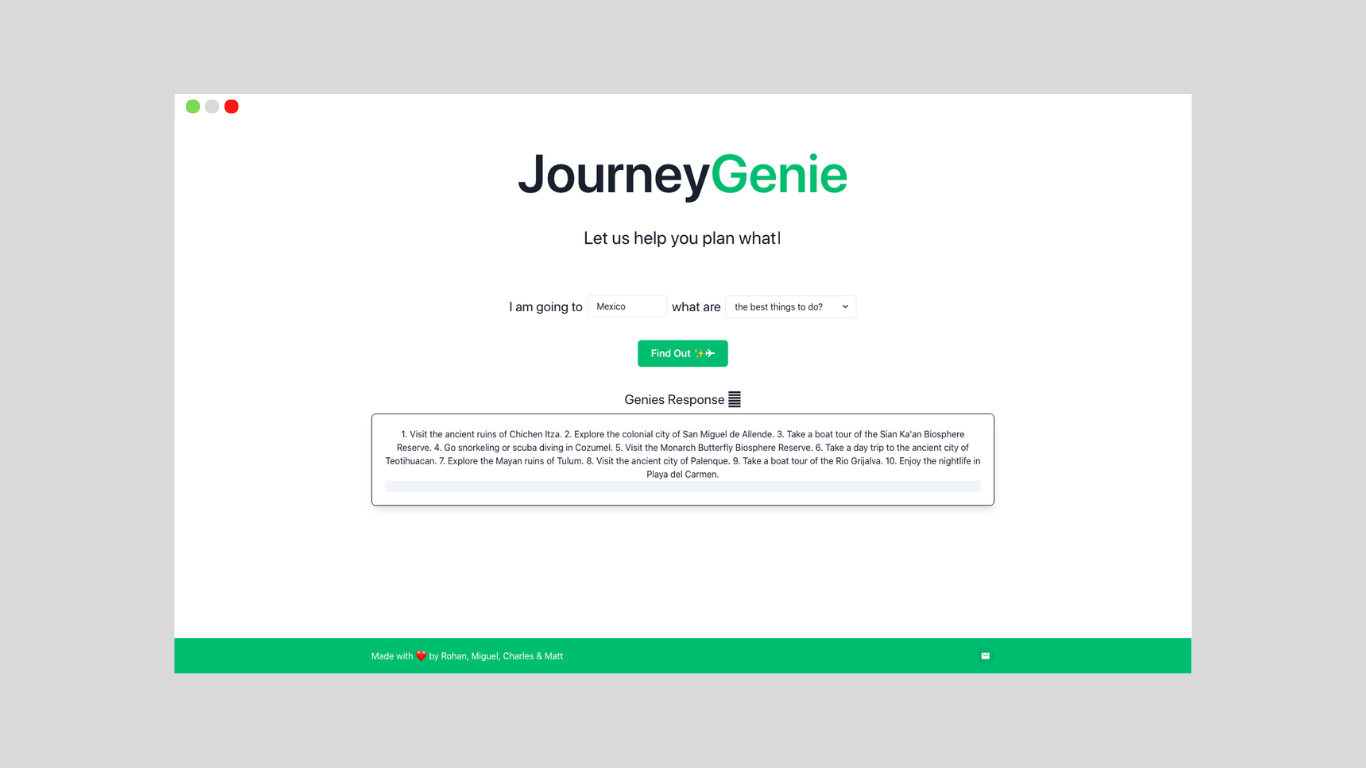 JourneyGenie
Let us help you plan what|
I am going to Mexico what are the best things to do?
Find Out ✨✈
Genies Response
1. Visit the ancient ruins of Chichen Itza. 2. Explore the colonial city of San Miguel de Allende. 3. Take a boat tour of the Sian Ka'an Biosphere
Reserve. 4. Go snorkeling or scuba diving in Cozumel. 5. Visit the Monarch Butterfly Biosphere Reserve. 6. Take a day trip to the ancient city of
Teotihuacan. 7. Explore the Mayan ruins of Tulum. 8. Visit the ancient city of Palenque. 9. Take a boat tour of the Rio Grijalva. 10. Enjoy the nightlife in
Playa del Carmen.
Made with ❤️ by Rohan, Miguel, Charles & Matt